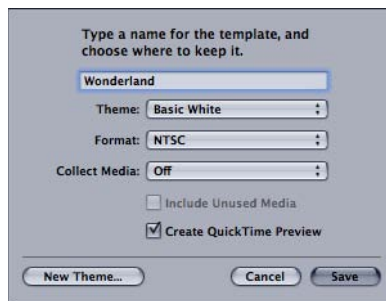 Type a name for the template, and
choose where to keep it.
Wonderland
Theme: Basic White
Format: NTSC
Collect Media: Off
Include Unused Media
Create QuickTime Preview
New Theme... Cancel Save